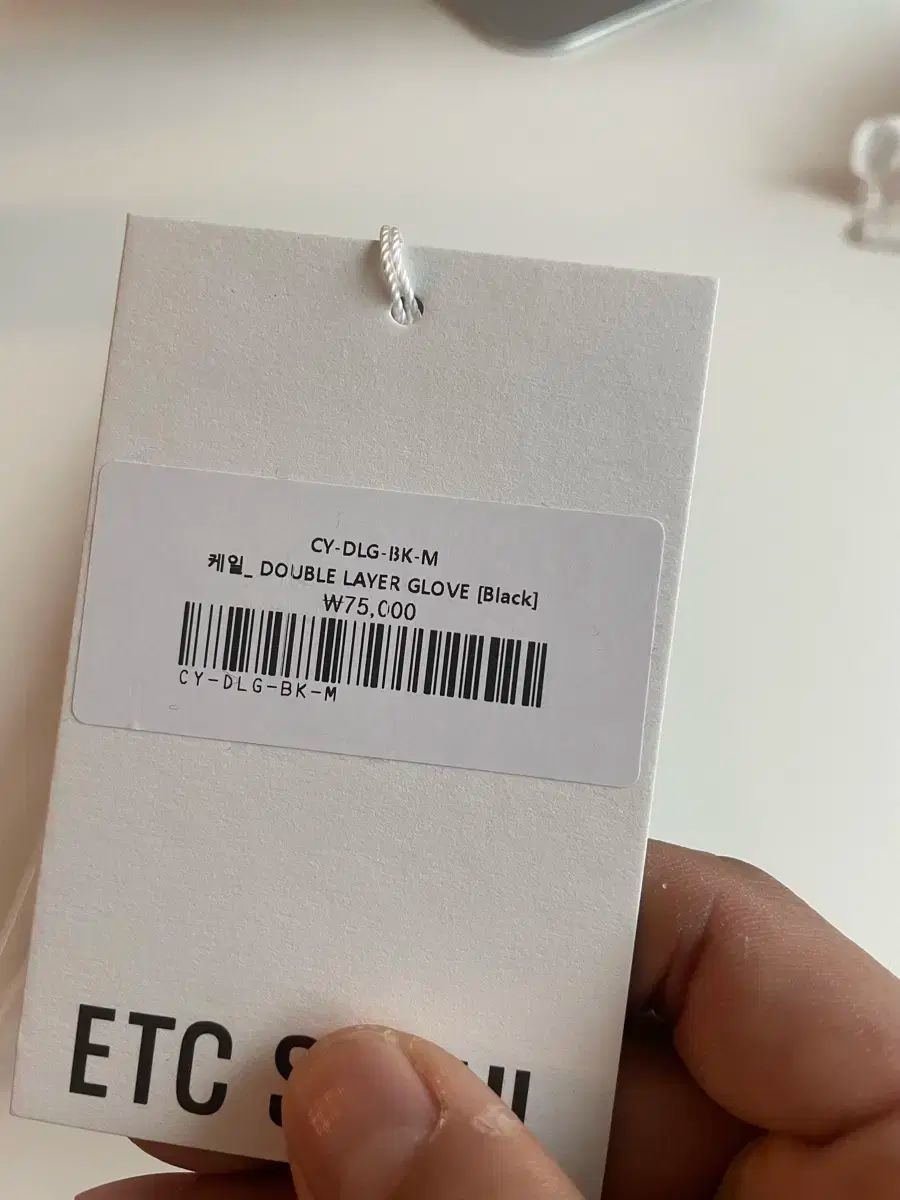 CY-DLG-BK-M
케일_ DOUBLE LAYER GLOVE [Black]
₩75,000
CY-DLG-BK-M
ETC